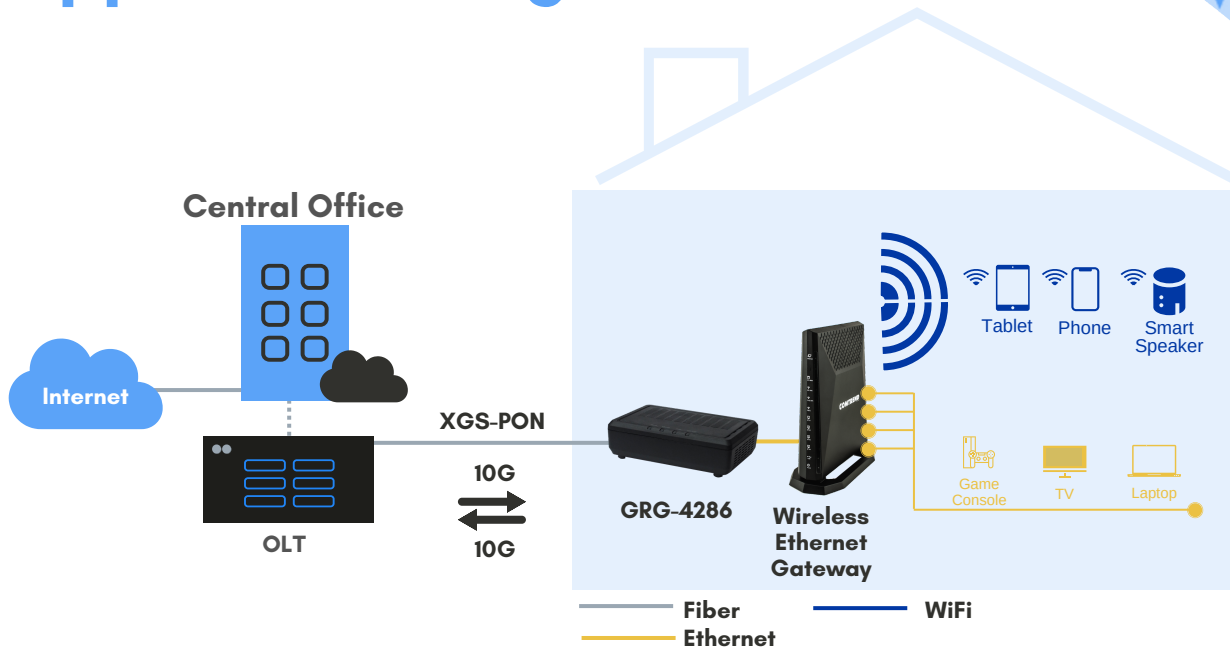 Central Office
Internet
XGS-PON
10G
10G
OLT
GRG-4286
COMTREND
Wireless
Ethernet
Gateway
Tablet
Phone
Smart
Speaker
Game
Console
TV
Laptop
Fiber
WiFi
Ethernet